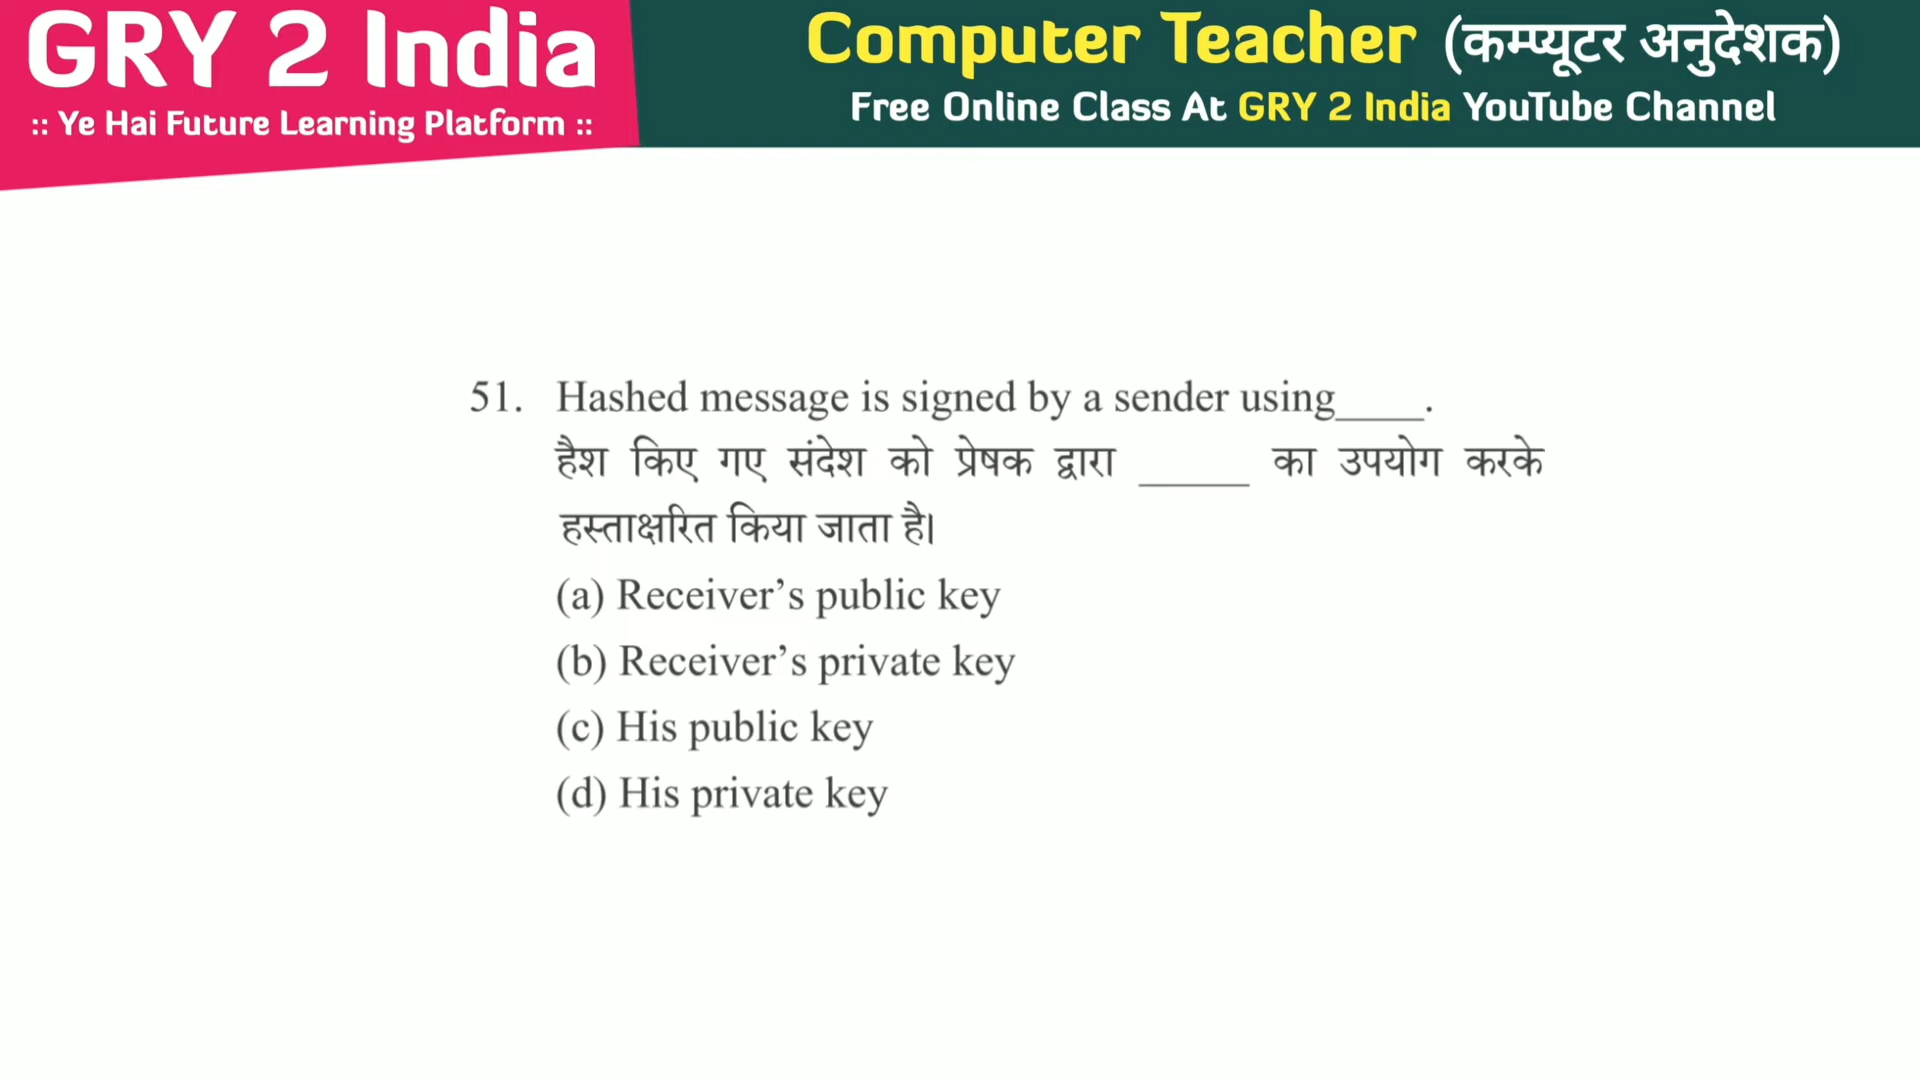 GRY 2 India
:: Ye Hai Future Learning Platform ::
Computer Teacher (कम्प्यूटर अनुदेशक)
Free Online Class At GRY 2 India YouTube Channel
51. Hashed message is signed by a sender using____.
हैश किए गए संदेश को प्रेषक द्वारा _____ का उपयोग करके
हस्ताक्षरित किया जाता है।
(a) Receiver’s public key
(b) Receiver’s private key
(c) His public key
(d) His private key